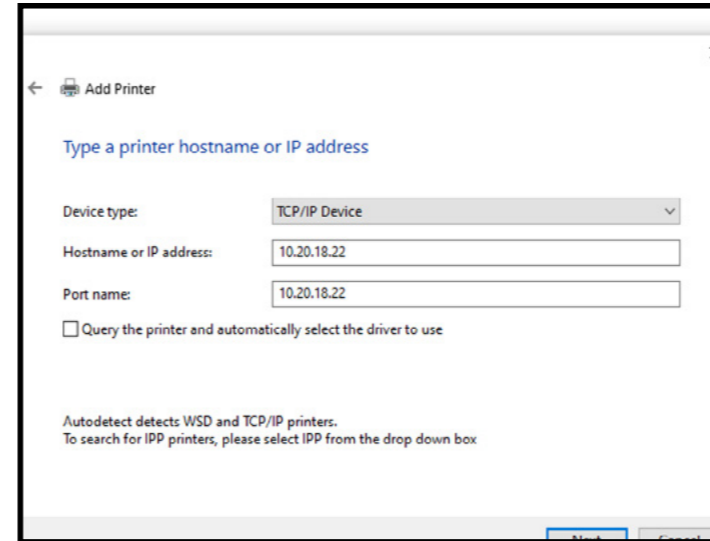 Add Printer
Type a printer hostname or IP address
Device type: TCP/IP Device
Hostname or IP address: 10.20.18.22
Port name: 10.20.18.22
Query the printer and automatically select the driver to use
Autodetect detects WSD and TCP/IP printers.
To search for IPP printers, please select IPP from the drop down box
Next Cancel